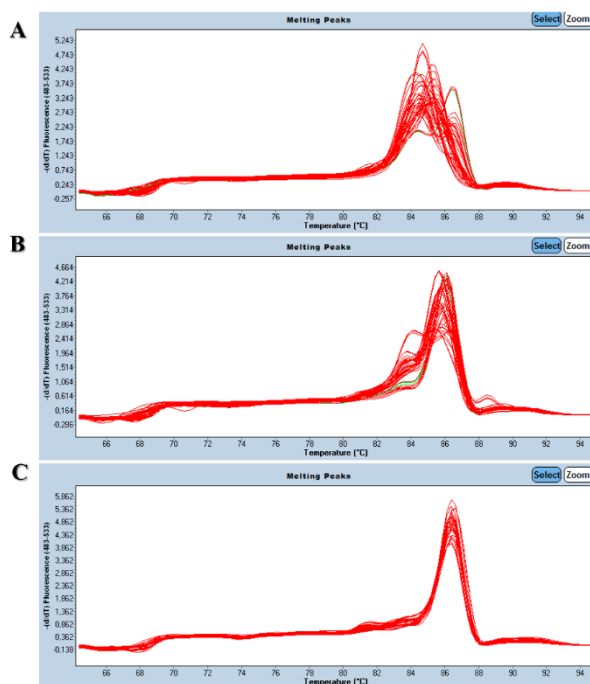 A
Melting Peaks
Select Zoom
-(d/dT) Fluorescence (483-533)
5,243
4,743
4,243
3,743
3,243
2,743
2,243
1,743
1,243
0,743
0,243
-0,257
66 68 70 72 74 76 78 80 82 84 86 88 90 92 94
Temperature (°C)
B
Melting Peaks
Select Zoom
-(d/dT) Fluorescence (483-533)
4,664
4,214
3,764
3,314
2,864
2,414
1,964
1,514
1,064
0,614
0,164
-0,286
66 68 70 72 74 76 78 80 82 84 86 88 90 92 94
Temperature (°C)
C
Melting Peaks
Select Zoom
-(d/dT) Fluorescence (483-533)
5,862
5,362
4,862
4,362
3,862
3,362
2,862
2,362
1,862
1,362
0,862
0,362
-0,138
66 68 70 72 74 76 78 80 82 84 86 88 90 92 94
Temperature (°C)